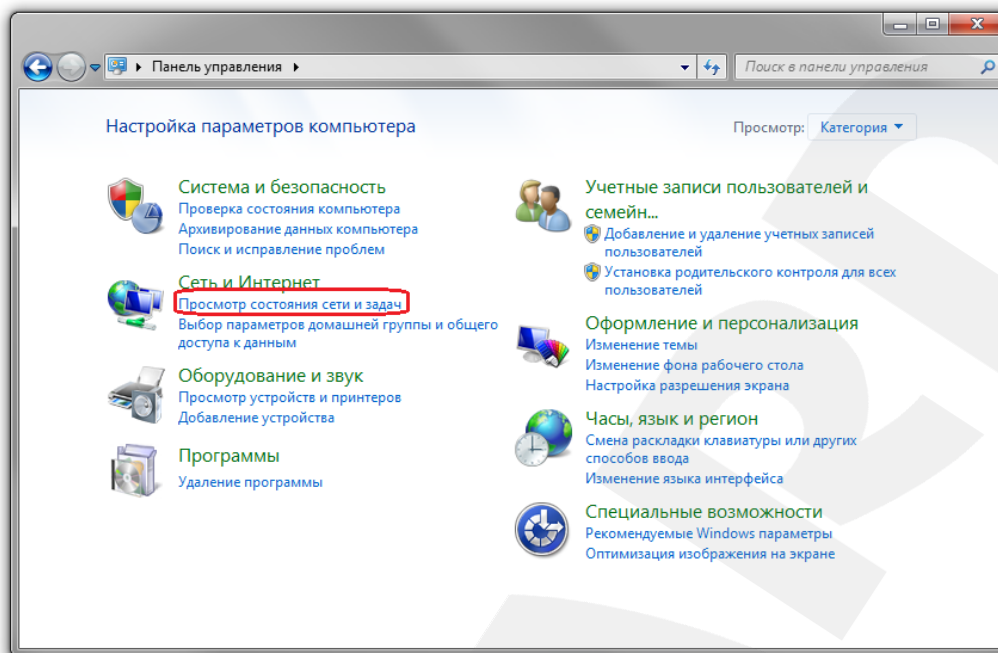 Панель управления
Поиск в панели управления
Настройка параметров компьютера
Просмотр: Категория
Система и безопасность
Проверка состояния компьютера
Архивирование данных компьютера
Поиск и исправление проблем
Сеть и Интернет
Просмотр состояния сети и задач
Выбор параметров домашней группы и общего
доступа к данным
Оборудование и звук
Просмотр устройств и принтеров
Добавление устройства
Программы
Удаление программы
Учетные записи пользователей и
семейн...
Добавление и удаление учетных записей
пользователей
Установка родительского контроля для всех
пользователей
Оформление и персонализация
Изменение темы
Изменение фона рабочего стола
Настройка разрешения экрана
Часы, язык и регион
Смена раскладки клавиатуры или других
способов ввода
Изменение языка интерфейса
Специальные возможности
Рекомендуемые Windows параметры
Оптимизация изображения на экране